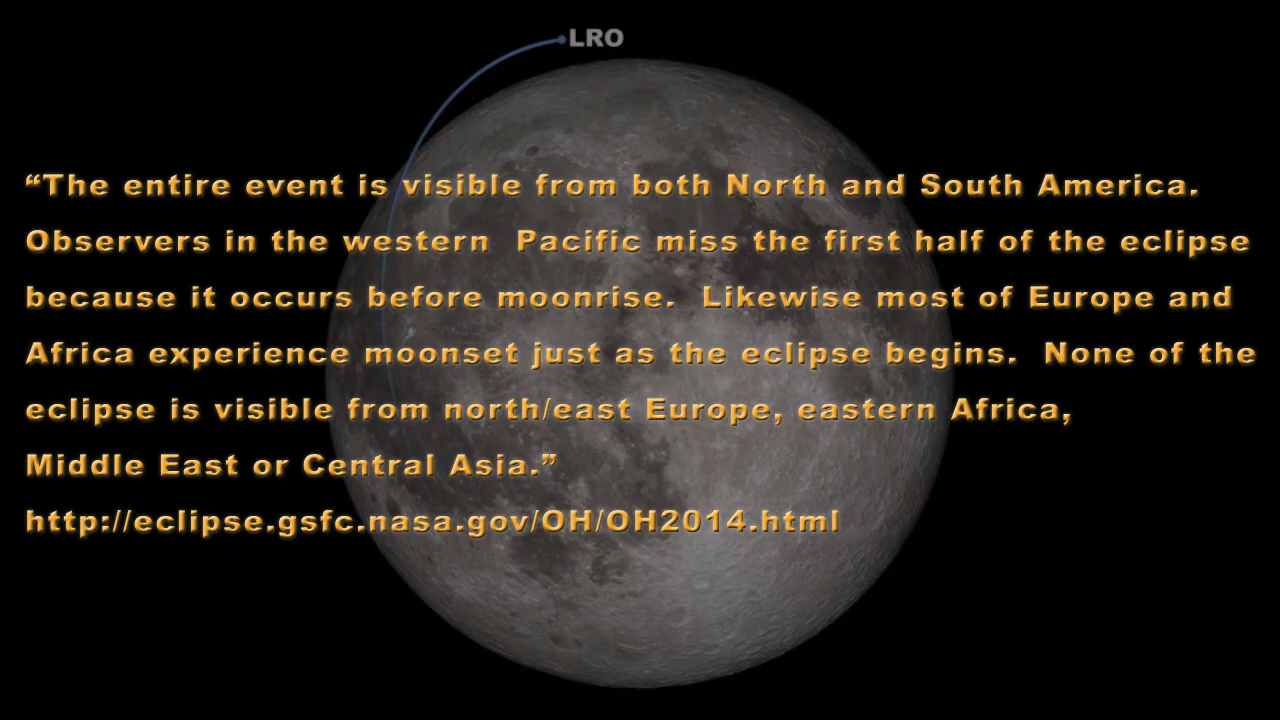 LRO
“The entire event is visible from both North and South America.
Observers in the western  Pacific miss the first half of the eclipse
because it occurs before moonrise.  Likewise most of Europe and
Africa experience moonset just as the eclipse begins.  None of the
eclipse is visible from north/east Europe, eastern Africa,
Middle East or Central Asia.”
http://eclipse.gsfc.nasa.gov/OH/OH2014.html